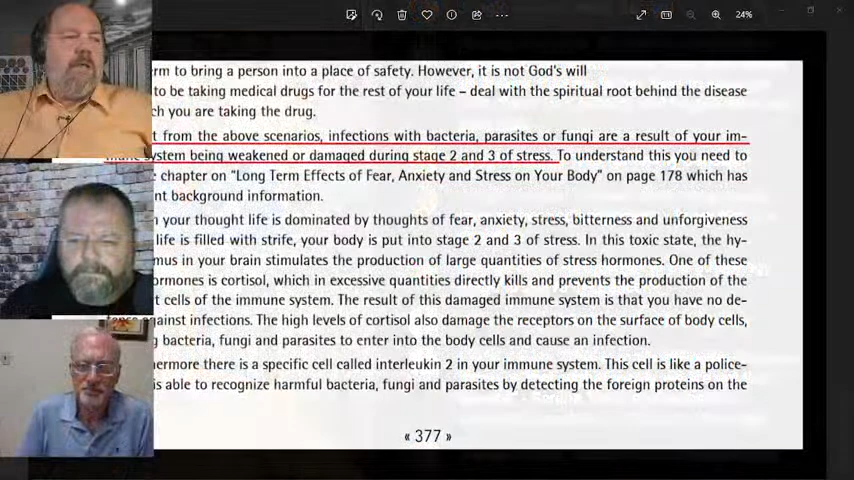 24%
rm to bring a person into a place of safety. However, it is not God's will
to be taking medical drugs for the rest of your life – deal with the spiritual root behind the disease
ch you are taking the drug.
t from the above scenarios, infections with bacteria, parasites or fungi are a result of your im-
mune system being weakened or damaged during stage 2 and 3 of stress. To understand this you need to
e chapter on "Long Term Effects of Fear, Anxiety and Stress on Your Body" on page 178 which has
nt background information.
n your thought life is dominated by thoughts of fear, anxiety, stress, bitterness and unforgiveness
life is filled with strife, your body is put into stage 2 and 3 of stress. In this toxic state, the hy-
mus in your brain stimulates the production of large quantities of stress hormones. One of these
ormones is cortisol, which in excessive quantities directly kills and prevents the production of the
t cells of the immune system. The result of this damaged immune system is that you have no de-
against infections. The high levels of cortisol also damage the receptors on the surface of body cells,
g bacteria, fungi and parasites to enter into the body cells and cause an infection.
hermore there is a specific cell called interleukin 2 in your immune system. This cell is like a police-
is able to recognize harmful bacteria, fungi and parasites by detecting the foreign proteins on the
« 377 »